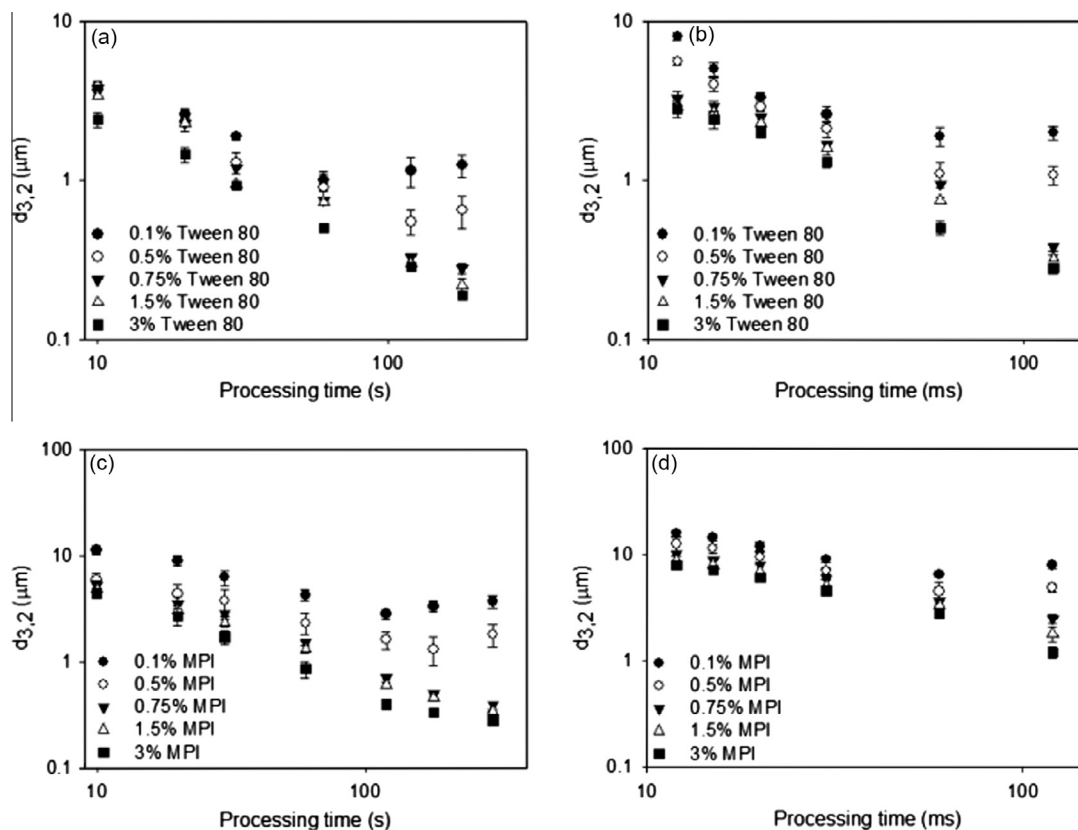 10
(a)
1
d3,2 (μm)
0.1% Tween 80
0.5% Tween 80
0.75% Tween 80
1.5% Tween 80
3% Tween 80
0.1
10
100
Processing time (s)
10
(b)
1
d3,2 (μm)
0.1% Tween 80
0.5% Tween 80
0.75% Tween 80
1.5% Tween 80
3% Tween 80
0.1
10
100
Processing time (ms)
100
(c)
10
d3,2 (μm)
1
0.1% MPI
0.5% MPI
0.75% MPI
1.5% MPI
3% MPI
0.1
10
100
Processing time (s)
100
(d)
10
d3,2 (μm)
1
0.1% MPI
0.5% MPI
0.75% MPI
1.5% MPI
3% MPI
0.1
10
100
Processing time (ms)